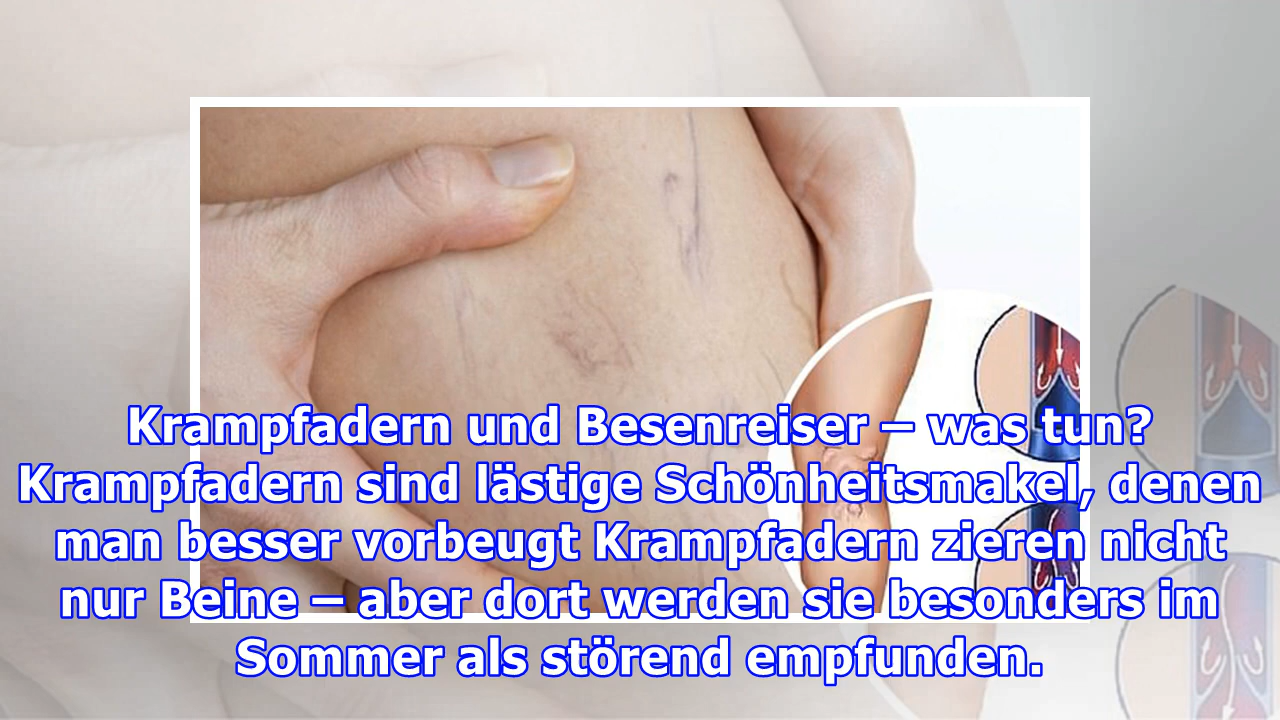 Krampfadern und Besenreiser – was tun?
Krampfadern sind lästige Schönheitsmakel, denen
man besser vorbeugt Krampfadern zieren nicht
nur Beine – aber dort werden sie besonders im
Sommer als störend empfunden.